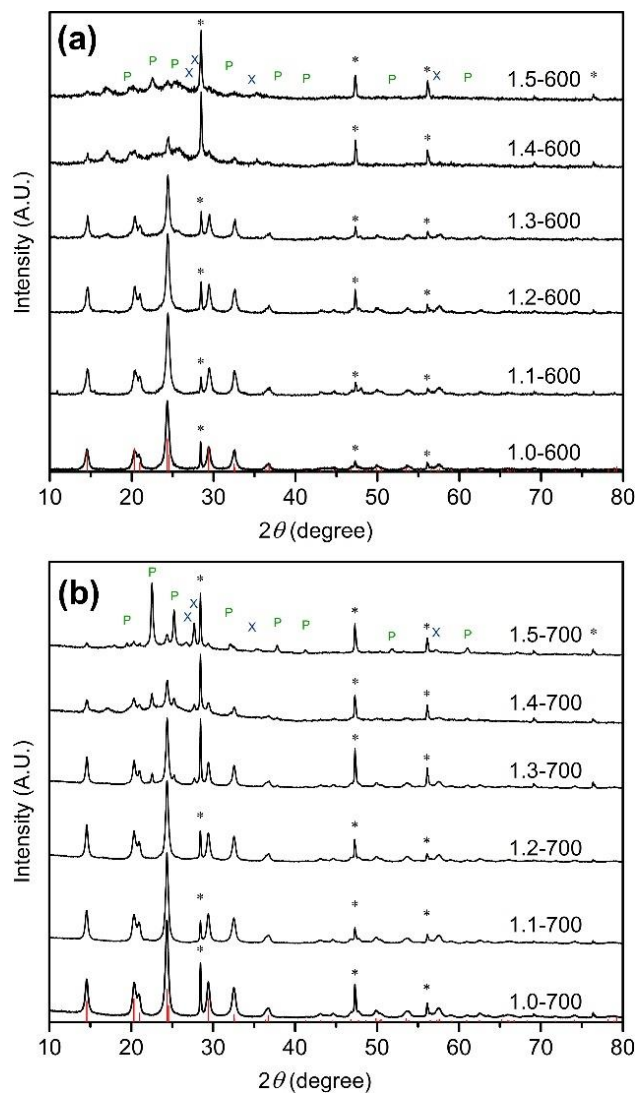 (a)
*
P P P X X P X P P * P * X P *
1.5-600
* *
1.4-600
* * *
1.3-600
* * *
1.2-600
* * *
1.1-600
* * *
1.0-600
10 20 30 40 50 60 70 80
2θ (degree)
Intensity (A.U.)
(b)
P P P X X * P X P P * P * X P *
1.5-700
* *
1.4-700
* *
1.3-700
* * *
1.2-700
* * *
1.1-700
* * *
1.0-700
10 20 30 40 50 60 70 80
2θ (degree)
Intensity (A.U.)